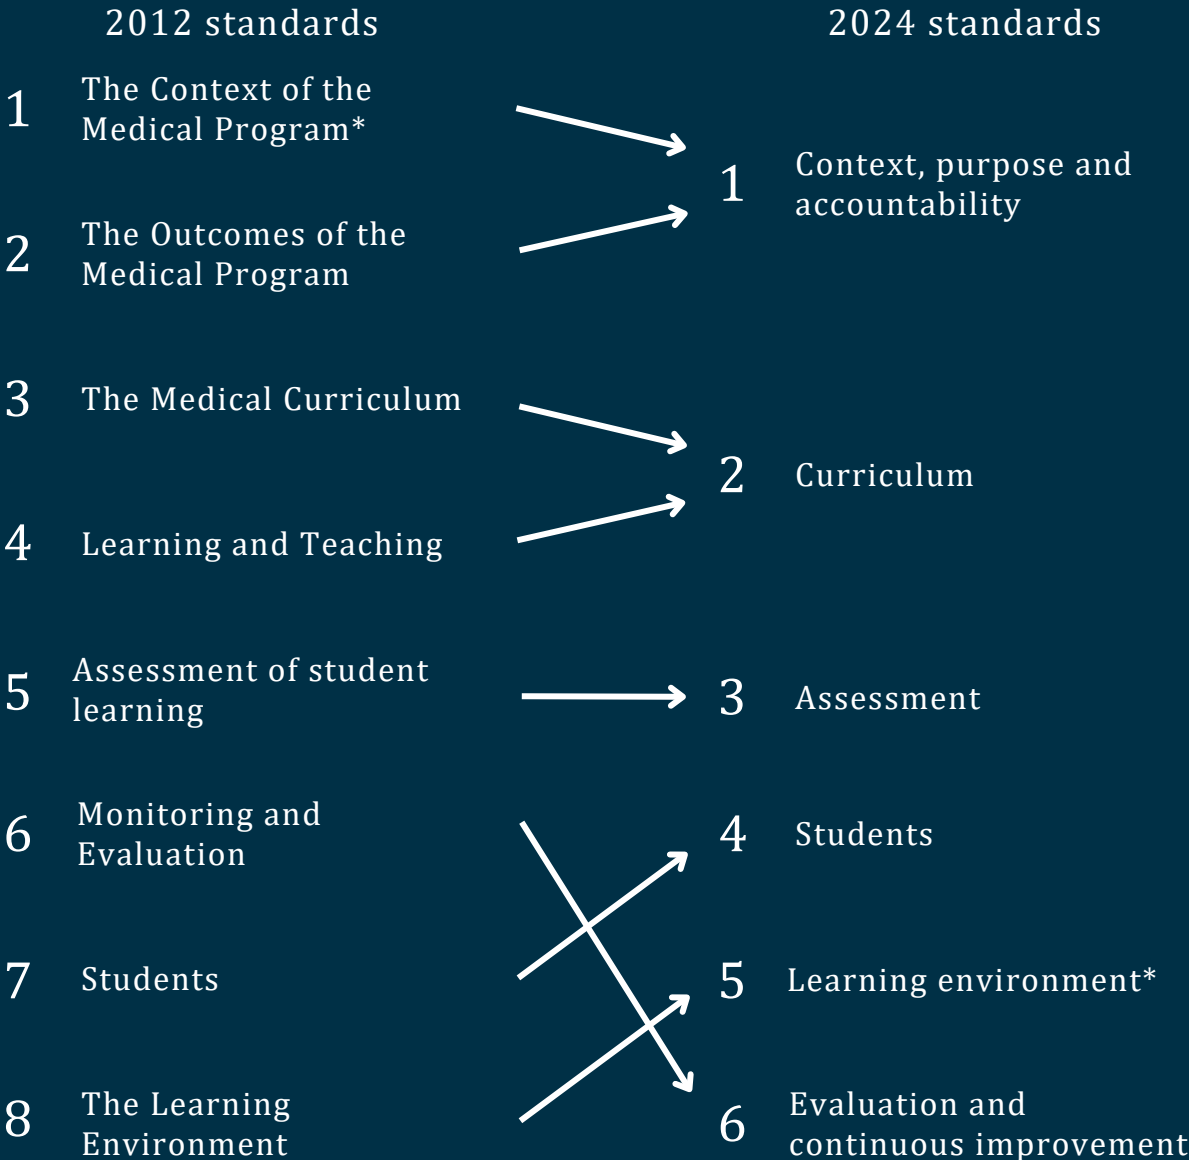 2012 standards
2024 standards
1
The Context of the
Medical Program*
2
The Outcomes of the
Medical Program
3
The Medical Curriculum
4
Learning and Teaching
5
Assessment of student
learning
6
Monitoring and
Evaluation
7
Students
8
The Learning
Environment
1
Context, purpose and
accountability
2
Curriculum
3
Assessment
4
Students
5
Learning environment*
6
Evaluation and
continuous improvement